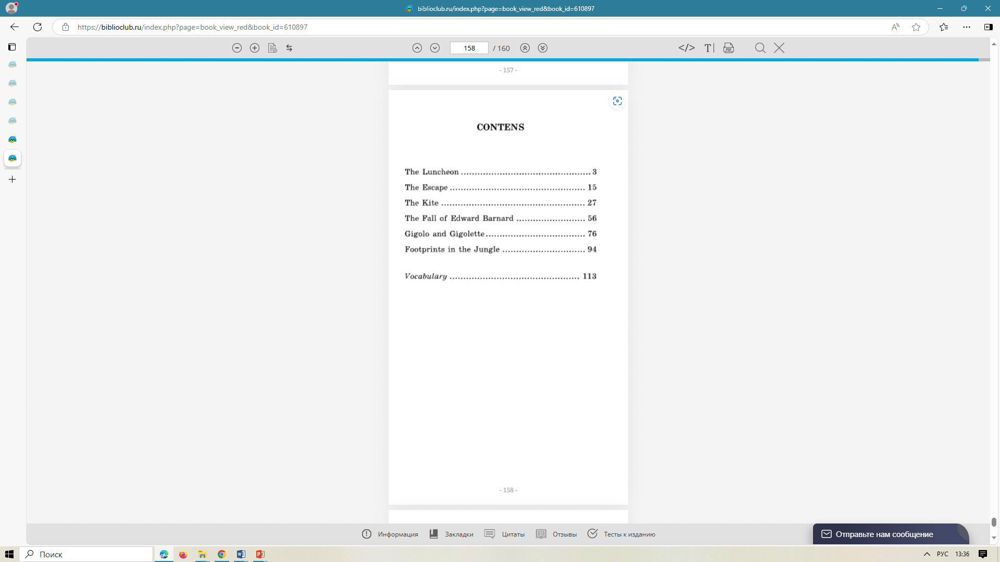 biblioclub.ru/index.php?page=book_view_red&book_id=610897
https://biblioclub.ru/index.php?page=book_view_red&book_id=610897
158 / 160
</> T| PDF
- 157 -
CONTENS
The Luncheon ............................................... 3
The Escape ................................................. 15
The Kite .................................................... 27
The Fall of Edward Barnard ......................... 56
Gigolo and Gigolette.................................... 76
Footprints in the Jungle .............................. 94
Vocabulary ............................................... 113
- 158 -
Информация Закладки Цитаты Отзывы Тесты к изданию
Отправьте нам сообщение
Поиск
РУС 13:36